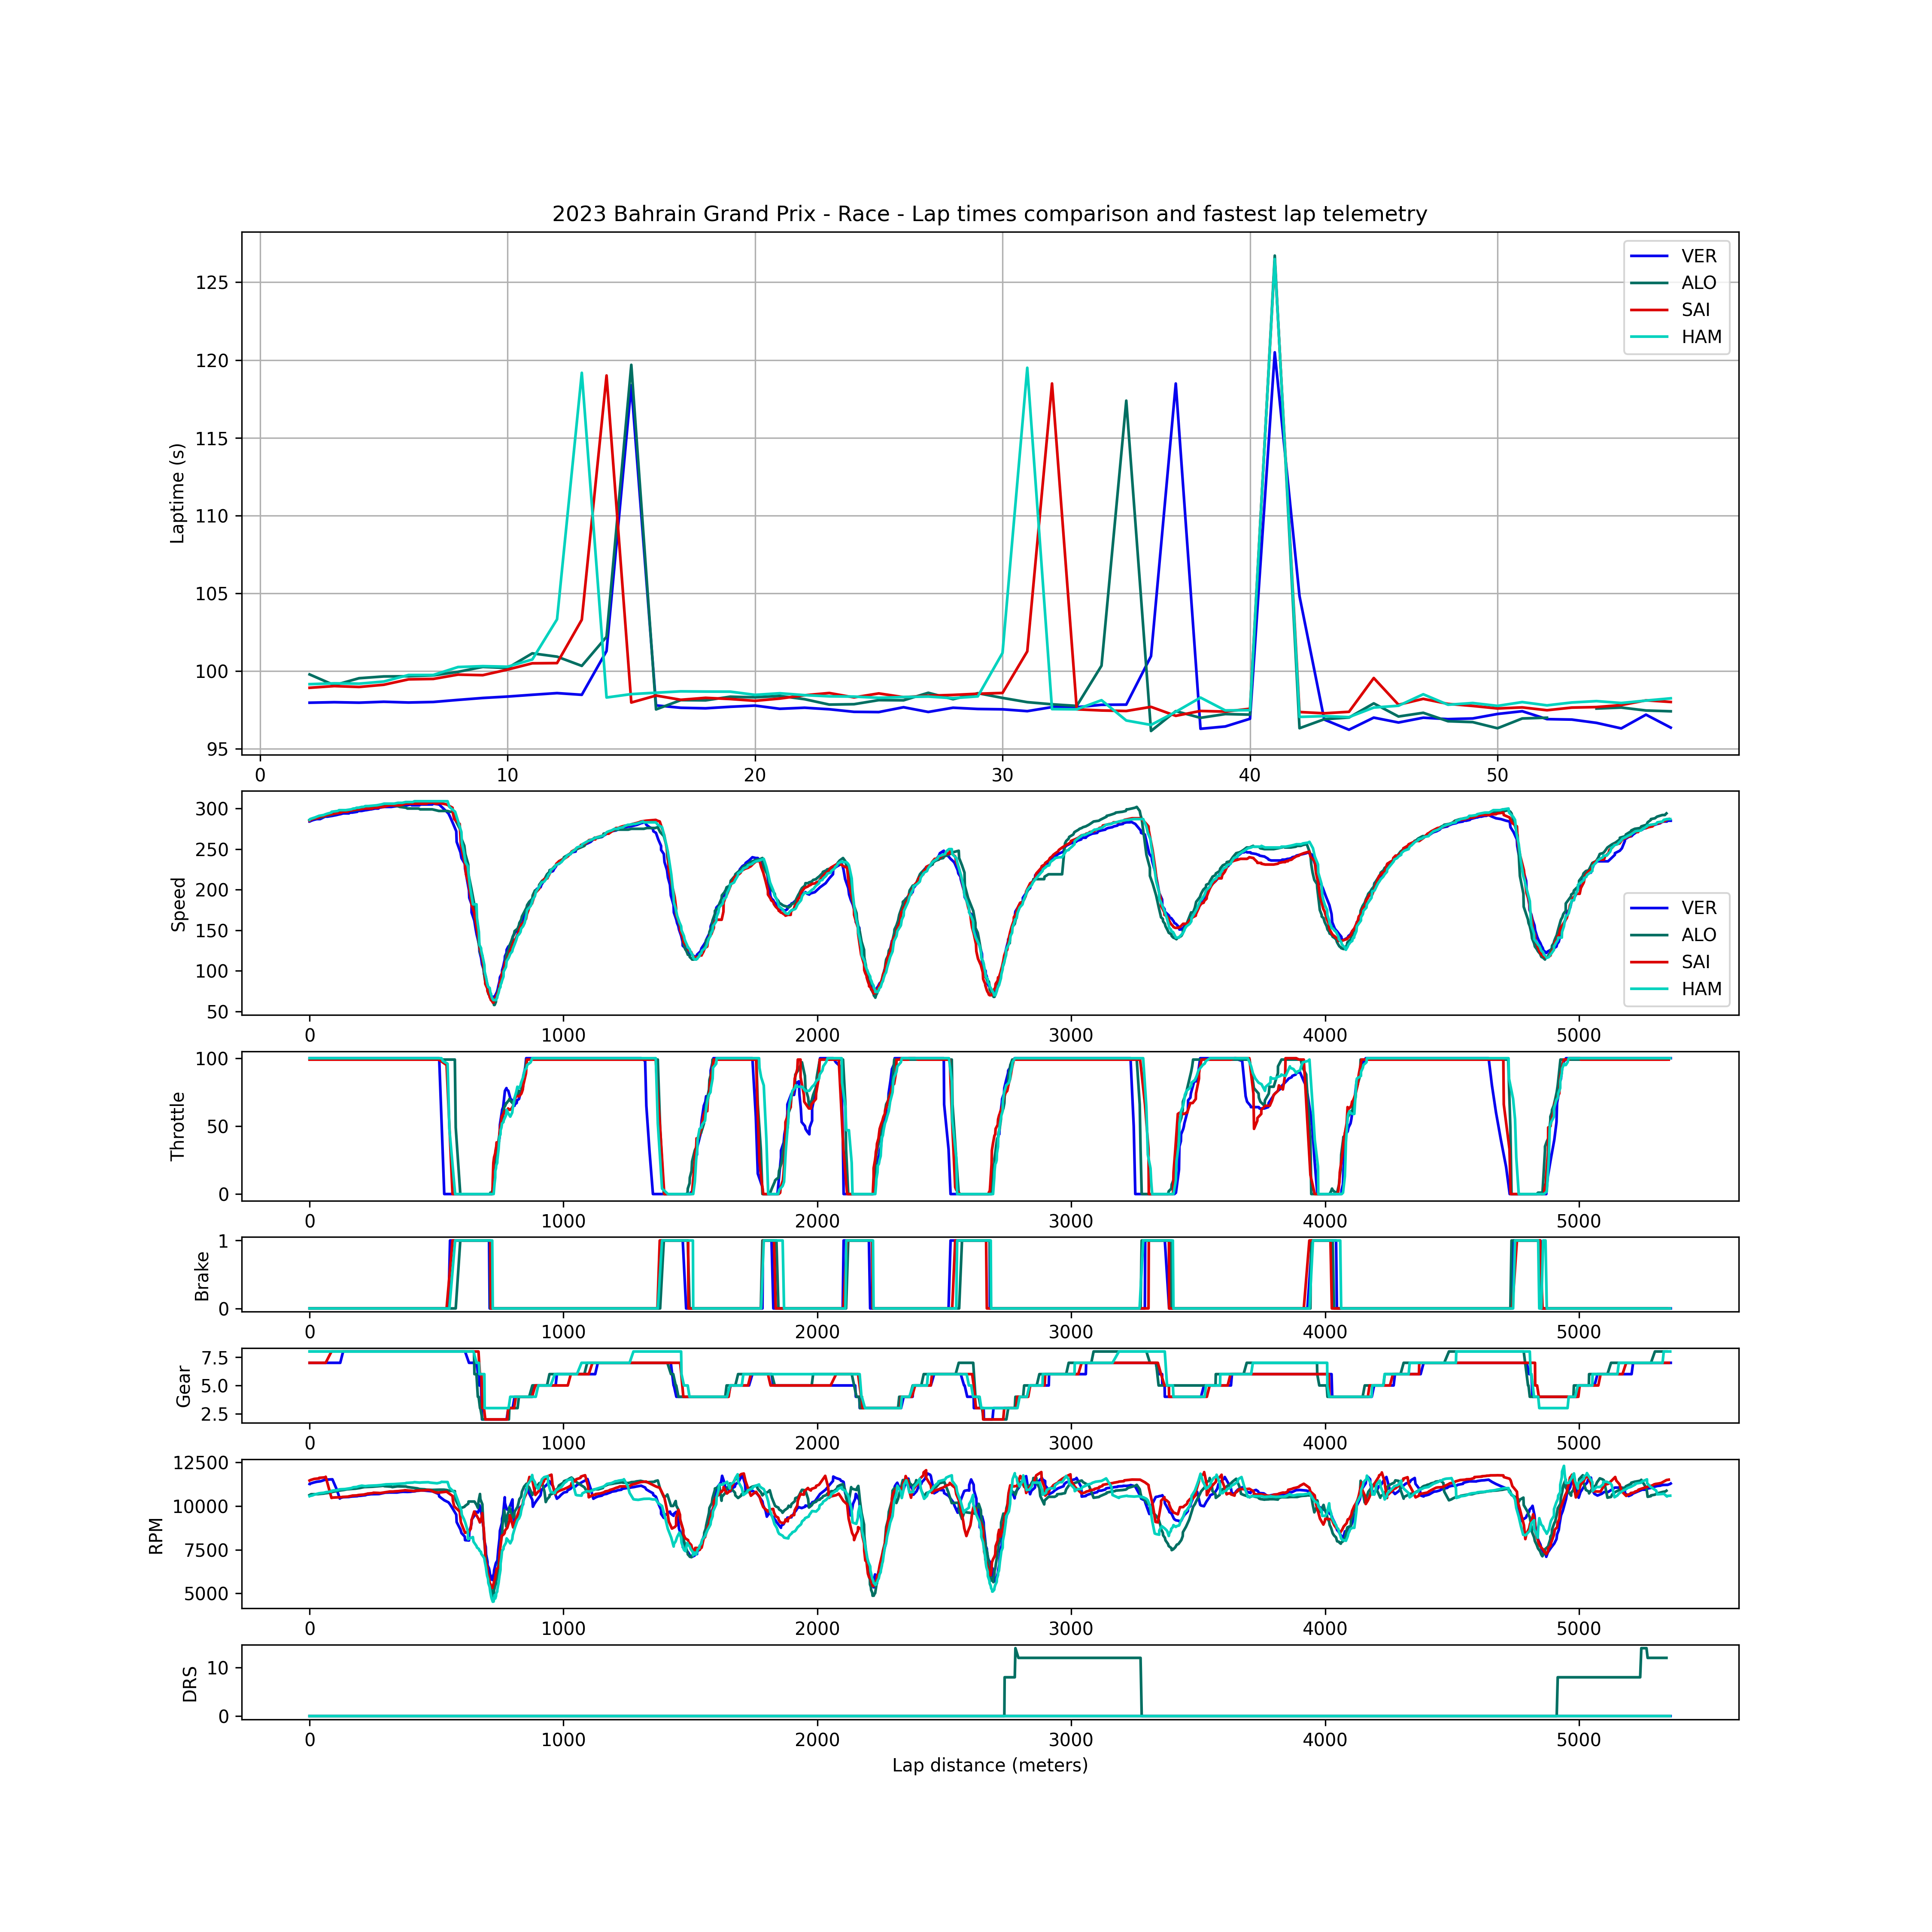 2023 Bahrain Grand Prix - Race - Lap times comparison and fastest lap telemetry
Laptime (s)
125
120
115
110
105
100
95
0 10 20 30 40 50
VER
ALO
SAI
HAM
Speed
300
250
200
150
100
50
0 1000 2000 3000 4000 5000
VER
ALO
SAI
HAM
Throttle
100
50
0
0 1000 2000 3000 4000 5000
Brake
1
0
0 1000 2000 3000 4000 5000
Gear
7.5
5.0
2.5
0 1000 2000 3000 4000 5000
RPM
12500
10000
7500
5000
0 1000 2000 3000 4000 5000
DRS
10
0
0 1000 2000 3000 4000 5000
Lap distance (meters)